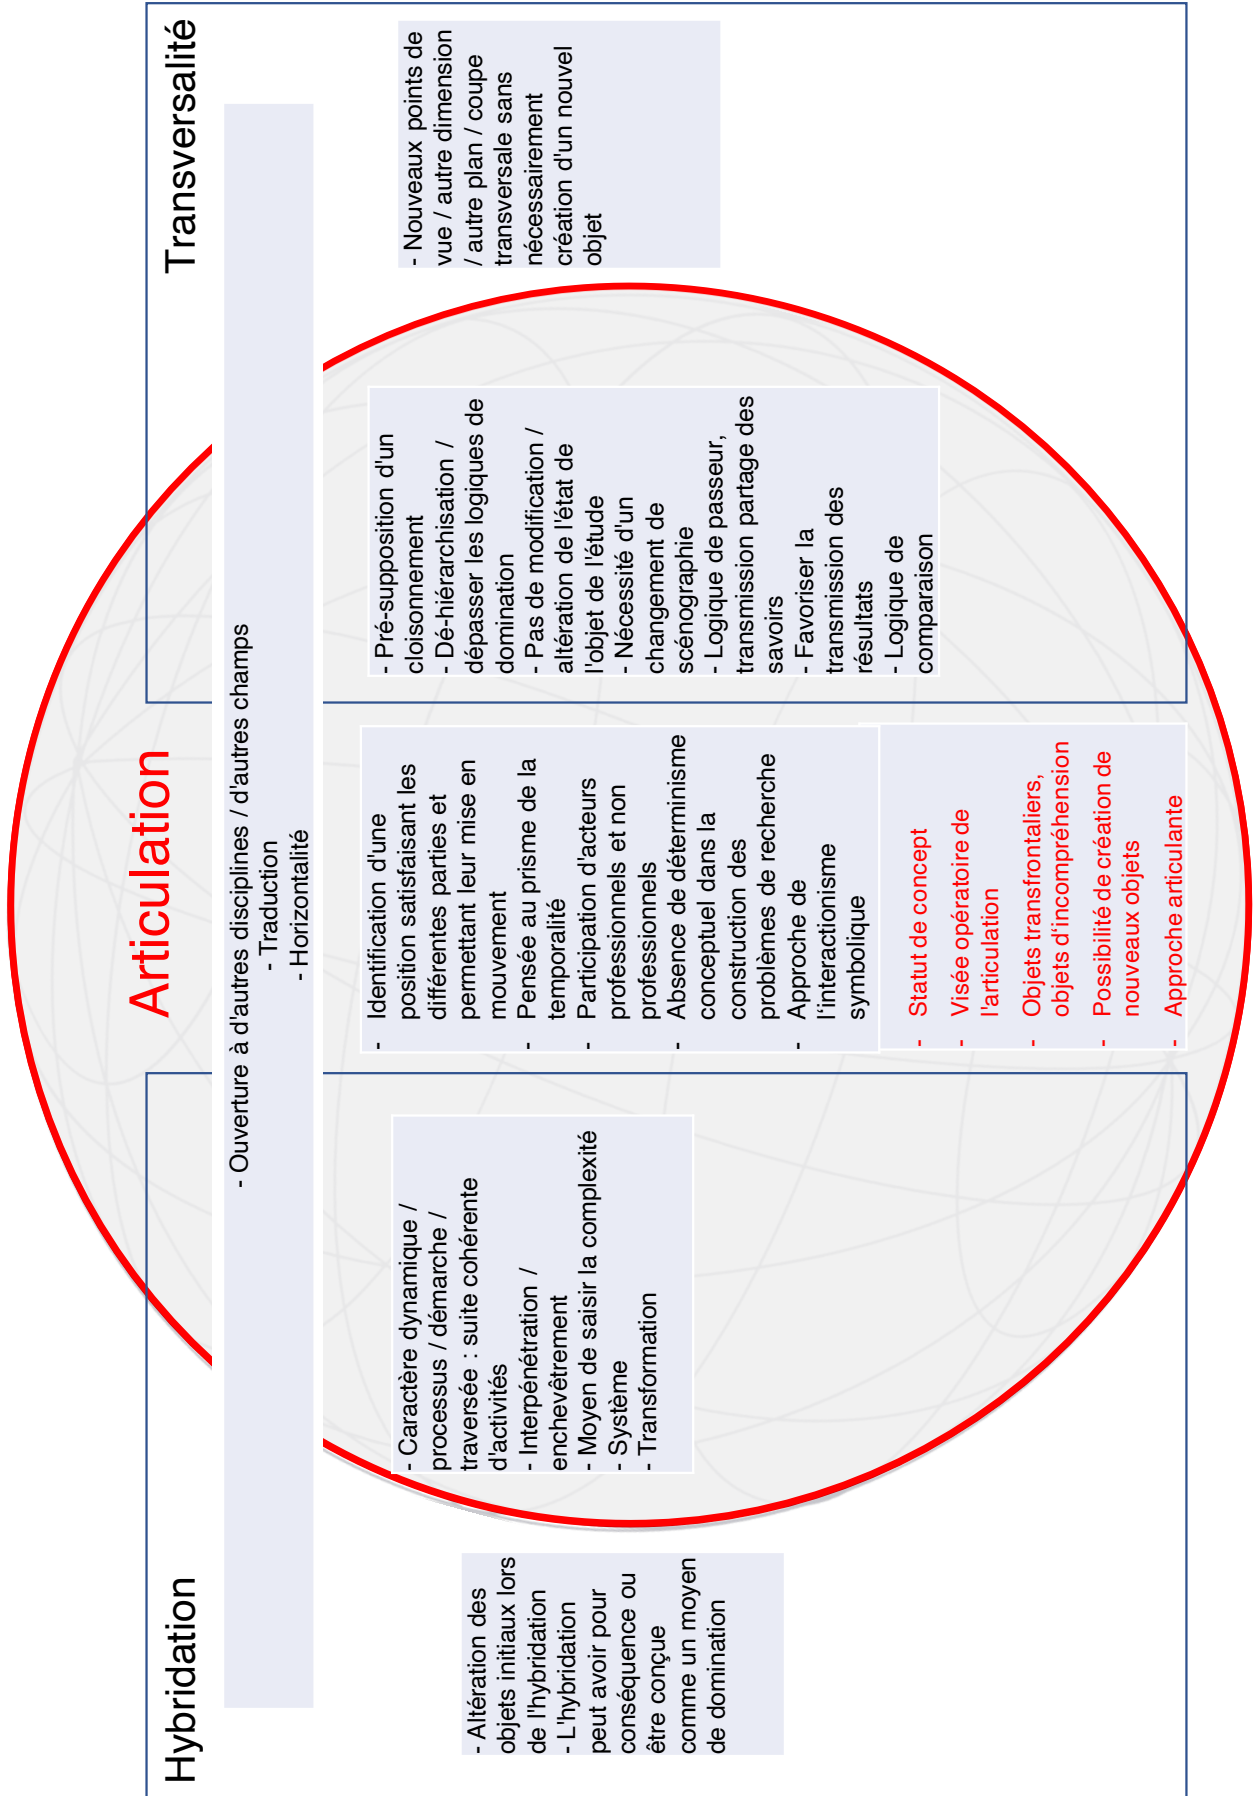 Articulation
Hybridation
Transversalité
- Ouverture à d'autres disciplines / d'autres champs
- Traduction
- Horizontalité
- Altération des
objets initiaux lors
de l'hybridation
- L'hybridation
peut avoir pour
conséquence ou
être conçue
comme un moyen
de domination
- Caractère dynamique /
processus / démarche /
traversée : suite cohérente
d'activités
- Interpénétration /
enchevêtrement
- Moyen de saisir la complexité
- Système
- Transformation
- Identification d'une
position satisfaisant les
différentes parties et
permettant leur mise en
mouvement
- Pensée au prisme de la
temporalité
- Participation d'acteurs
professionnels et non
professionnels
- Absence de déterminisme
conceptuel dans la
construction des
problèmes de recherche
- Approche de
l'interactionisme
symbolique
- Statut de concept
- Visée opératoire de
l'articulation
- Objets transfrontaliers,
objets d'incompréhension
- Possibilité de création de
nouveaux objets
- Approche articulante
- Pré-supposition d'un
cloisonnement
- Dé-hiérarchisation /
dépasser les logiques de
domination
- Pas de modification /
altération de l'état de
l'objet de l'étude
- Nécessité d'un
changement de
scénographie
- Logique de passeur,
transmission partage des
savoirs
- Favoriser la
transmission des
résultats
- Logique de
comparaison
- Nouveaux points de
vue / autre dimension
/ autre plan / coupe
transversale sans
nécessairement
création d'un nouvel
objet